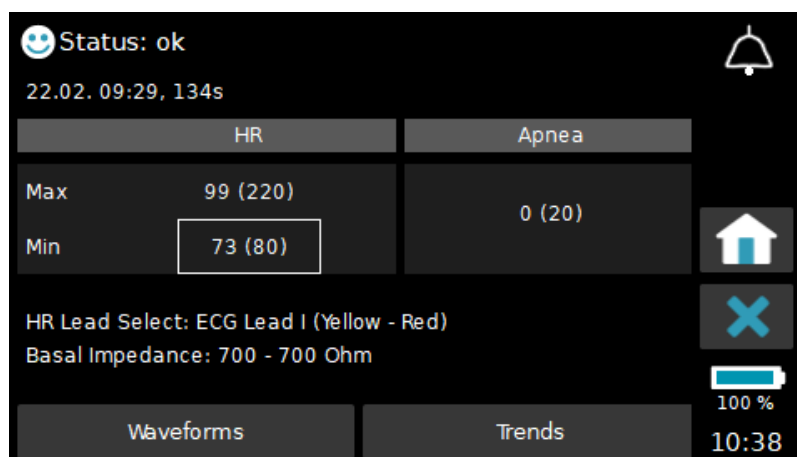 Status: ok
22.02. 09:29, 134s
HR Apnea
Max 99 (220)
0 (20)
Min 73 (80)
HR Lead Select: ECG Lead I (Yellow - Red)
Basal Impedance: 700 - 700 Ohm
100 %
Waveforms Trends
10:38